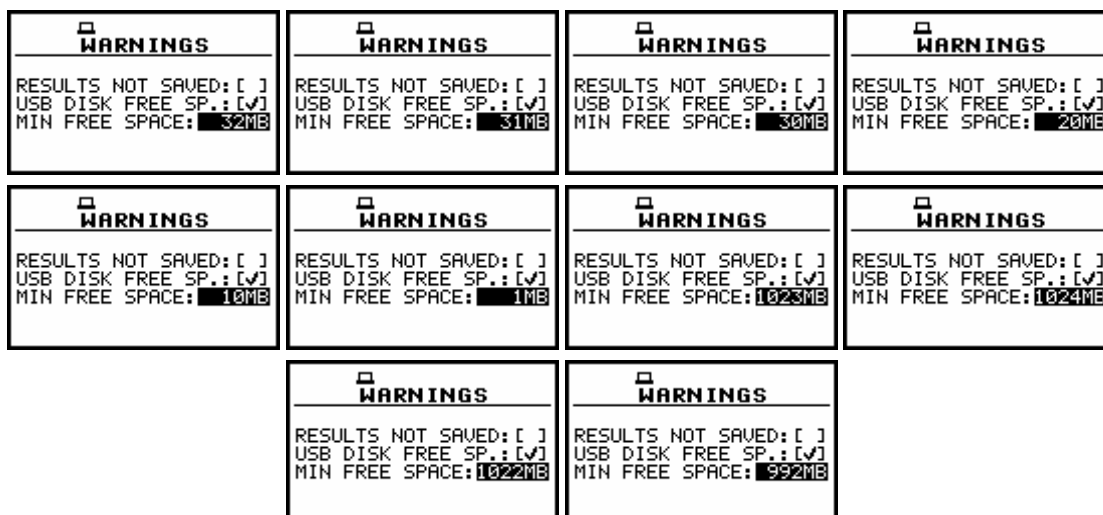 WARNINGS
RESULTS NOT SAVED:[ ]
USB DISK FREE SP.:[✓]
MIN FREE SPACE: 32MB
WARNINGS
RESULTS NOT SAVED:[ ]
USB DISK FREE SP.:[✓]
MIN FREE SPACE: 31MB
WARNINGS
RESULTS NOT SAVED:[ ]
USB DISK FREE SP.:[✓]
MIN FREE SPACE: 30MB
WARNINGS
RESULTS NOT SAVED:[ ]
USB DISK FREE SP.:[✓]
MIN FREE SPACE: 20MB
WARNINGS
RESULTS NOT SAVED:[ ]
USB DISK FREE SP.:[✓]
MIN FREE SPACE: 10MB
WARNINGS
RESULTS NOT SAVED:[ ]
USB DISK FREE SP.:[✓]
MIN FREE SPACE: 1MB
WARNINGS
RESULTS NOT SAVED:[ ]
USB DISK FREE SP.:[✓]
MIN FREE SPACE:1023MB
WARNINGS
RESULTS NOT SAVED:[ ]
USB DISK FREE SP.:[✓]
MIN FREE SPACE:1024MB
WARNINGS
RESULTS NOT SAVED:[ ]
USB DISK FREE SP.:[✓]
MIN FREE SPACE:1022MB
WARNINGS
RESULTS NOT SAVED:[ ]
USB DISK FREE SP.:[✓]
MIN FREE SPACE: 992MB